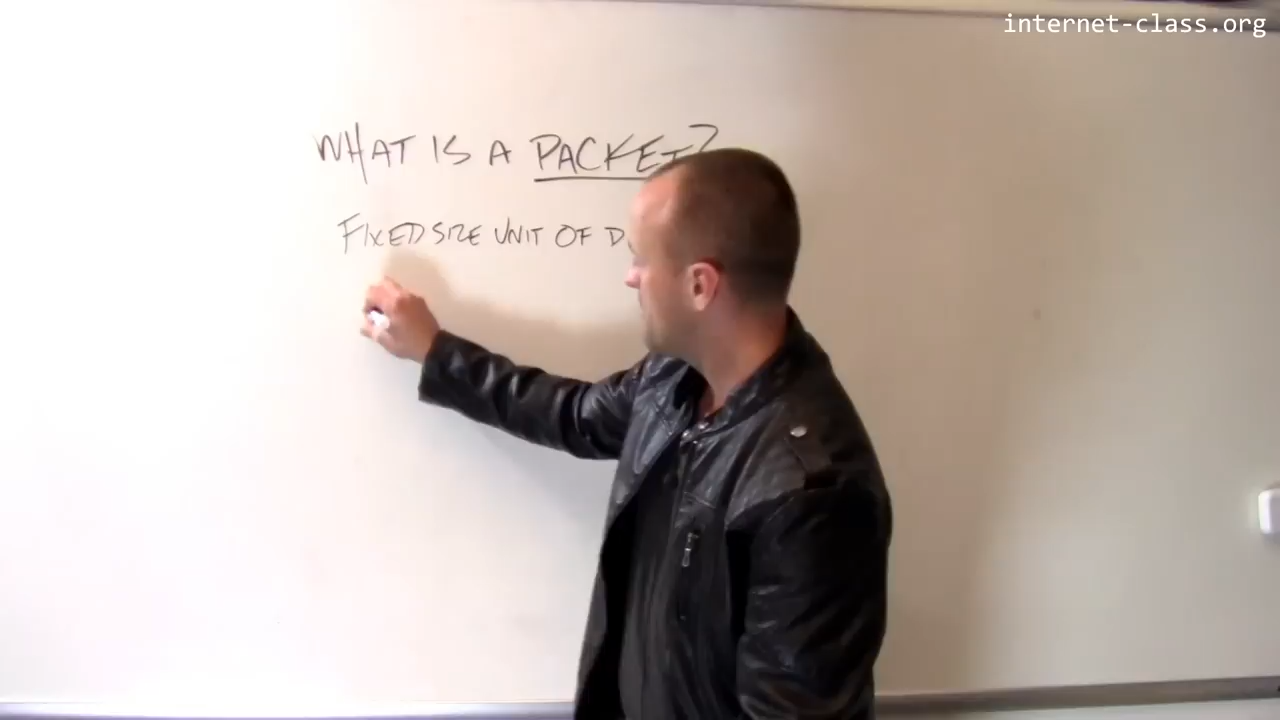 internet-class.org
WHAT IS A PACKET?
FIXED SIZE UNIT OF